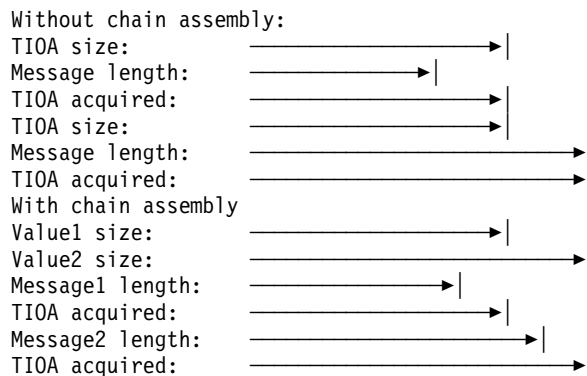 Without chain assembly:
TIOA size:
Message length:
TIOA acquired:
TIOA size:
Message length:
TIOA acquired:
With chain assembly
Value1 size:
Value2 size:
Message1 length:
TIOA acquired:
Message2 length:
TIOA acquired: